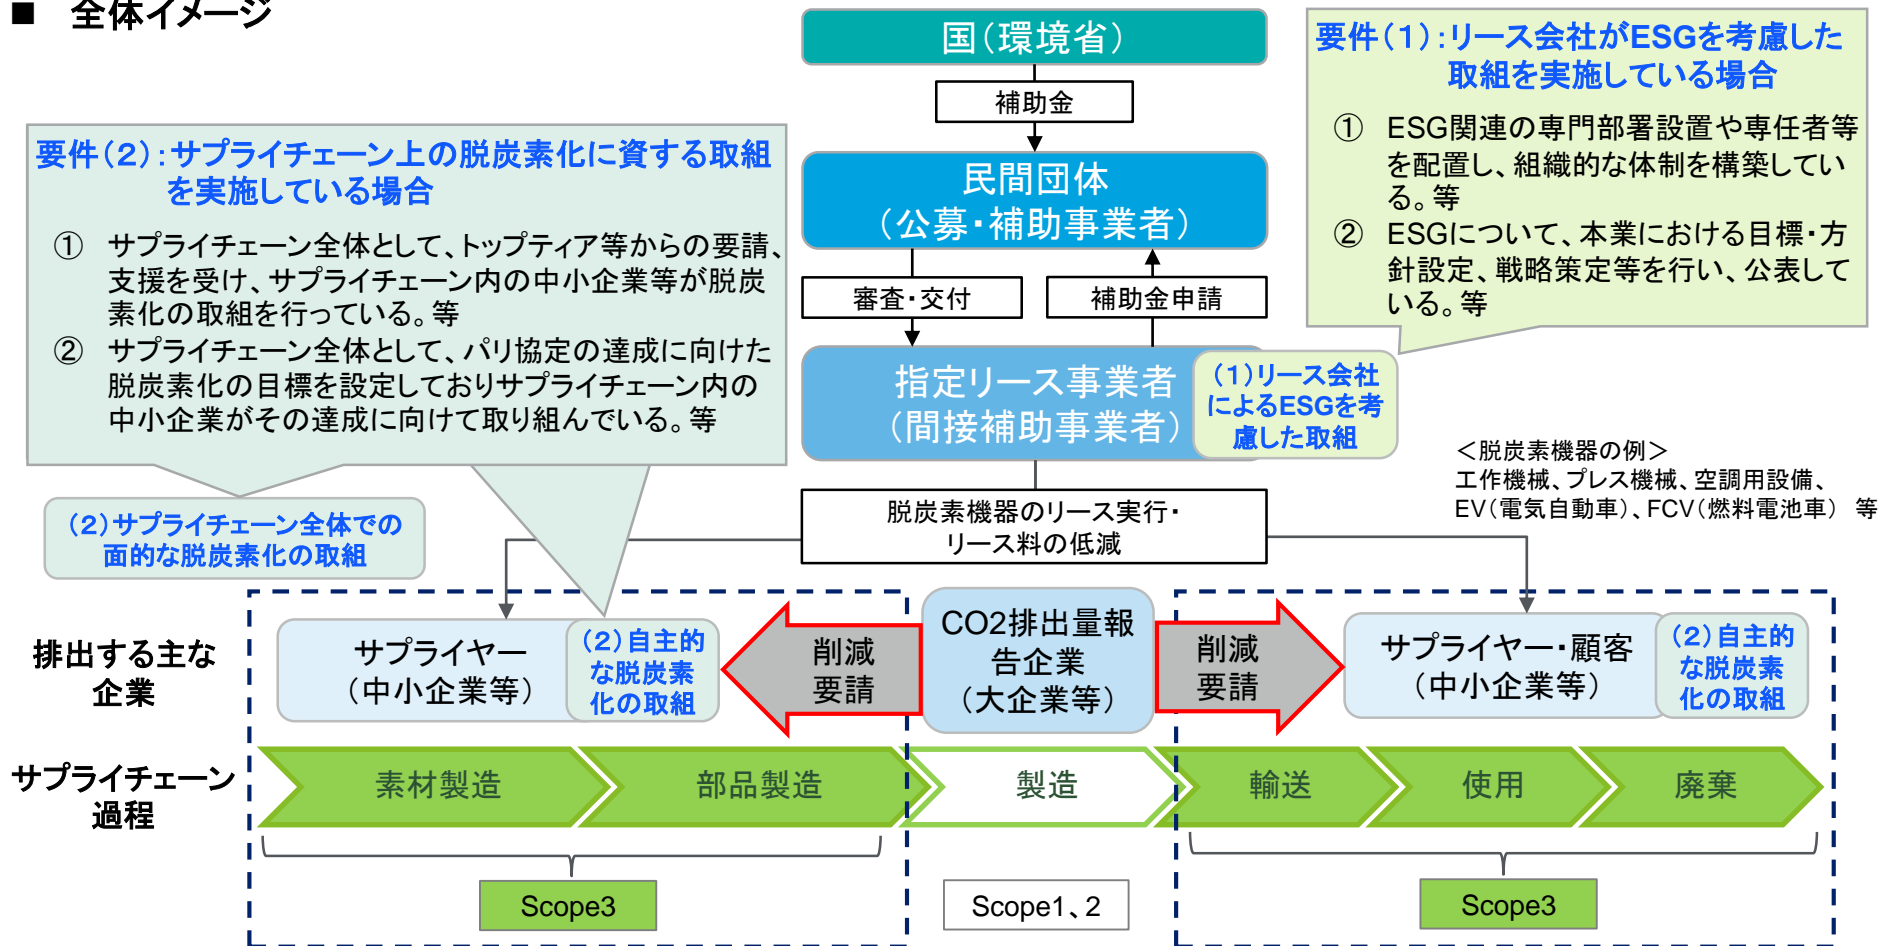 ■ 全体イメージ
国(環境省)
補助金
民間団体
(公募・補助事業者)
審査・交付
補助金申請
指定リース事業者
(間接補助事業者)
(1)リース会社
によるESGを考
慮した取組
要件(1):リース会社がESGを考慮した
取組を実施している場合
① ESG関連の専門部署設置や専任者等
を配置し、組織的な体制を構築してい
る。等
② ESGについて、本業における目標・方
針設定、戦略策定等を行い、公表して
いる。等
要件(2):サプライチェーン上の脱炭素化に資する取組
を実施している場合
① サプライチェーン全体として、トップティア等からの要請、
支援を受け、サプライチェーン内の中小企業等が脱炭
素化の取組を行っている。等
② サプライチェーン全体として、パリ協定の達成に向けた
脱炭素化の目標を設定しておりサプライチェーン内の
中小企業がその達成に向けて取り組んでいる。等
(2)サプライチェーン全体での
面的な脱炭素化の取組
脱炭素機器のリース実行・
リース料の低減
<脱炭素機器の例>
工作機械、プレス機械、空調用設備、
EV(電気自動車)、FCV(燃料電池車) 等
排出する主な
企業
サプライヤー
(中小企業等)
(2)自主的
な脱炭素
化の取組
削減
要請
CO2排出量報
告企業
(大企業等)
削減
要請
サプライヤー・顧客
(中小企業等)
(2)自主的
な脱炭素
化の取組
サプライチェーン
過程
素材製造
部品製造
製造
輸送
使用
廃棄
Scope3
Scope1、2
Scope3